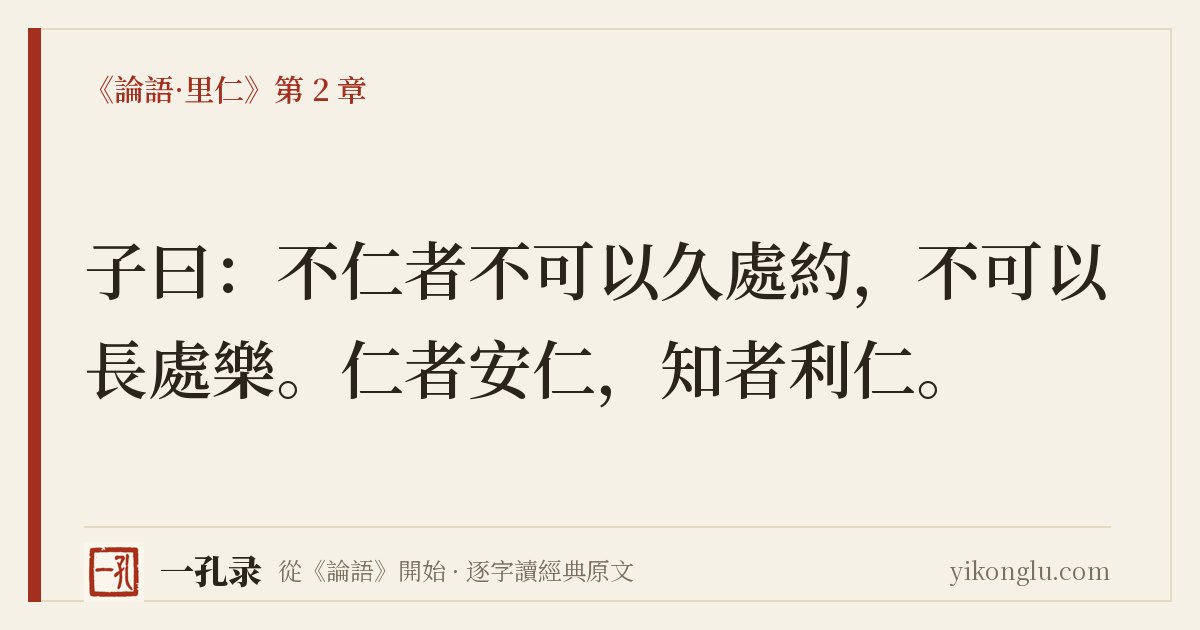 《論語·里仁》第 2 章
子曰：不仁者不可以久處約，不可以
長處樂。仁者安仁，知者利仁。
一孔
一孔录 從《論語》開始 · 逐字讀經典原文 yikonglu.com